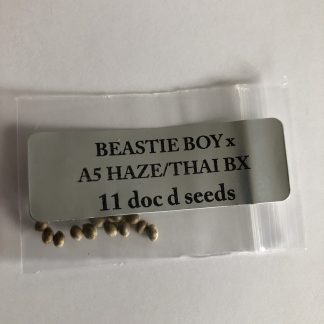 BEASTIE BOY x
A5 HAZE/THAI BX
11 doc d seeds